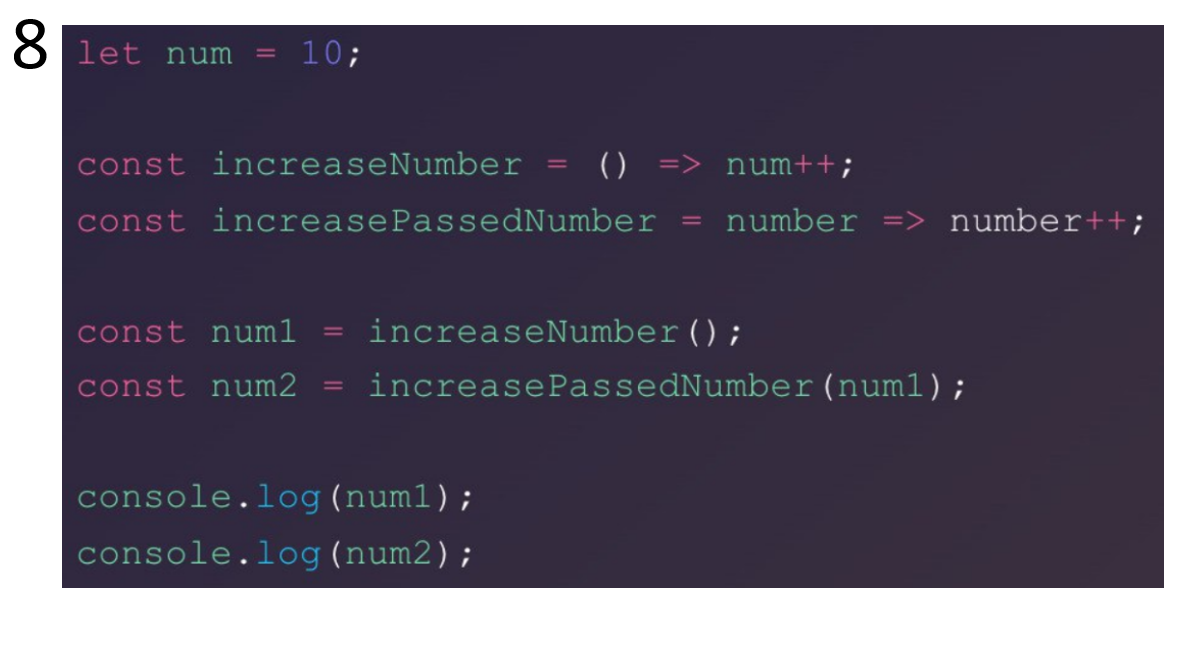 8
let num = 10;
const increaseNumber = () => num++;
const increasePassedNumber = number => number++;
const num1 = increaseNumber();
const num2 = increasePassedNumber(num1);
console.log(num1);
console.log(num2);